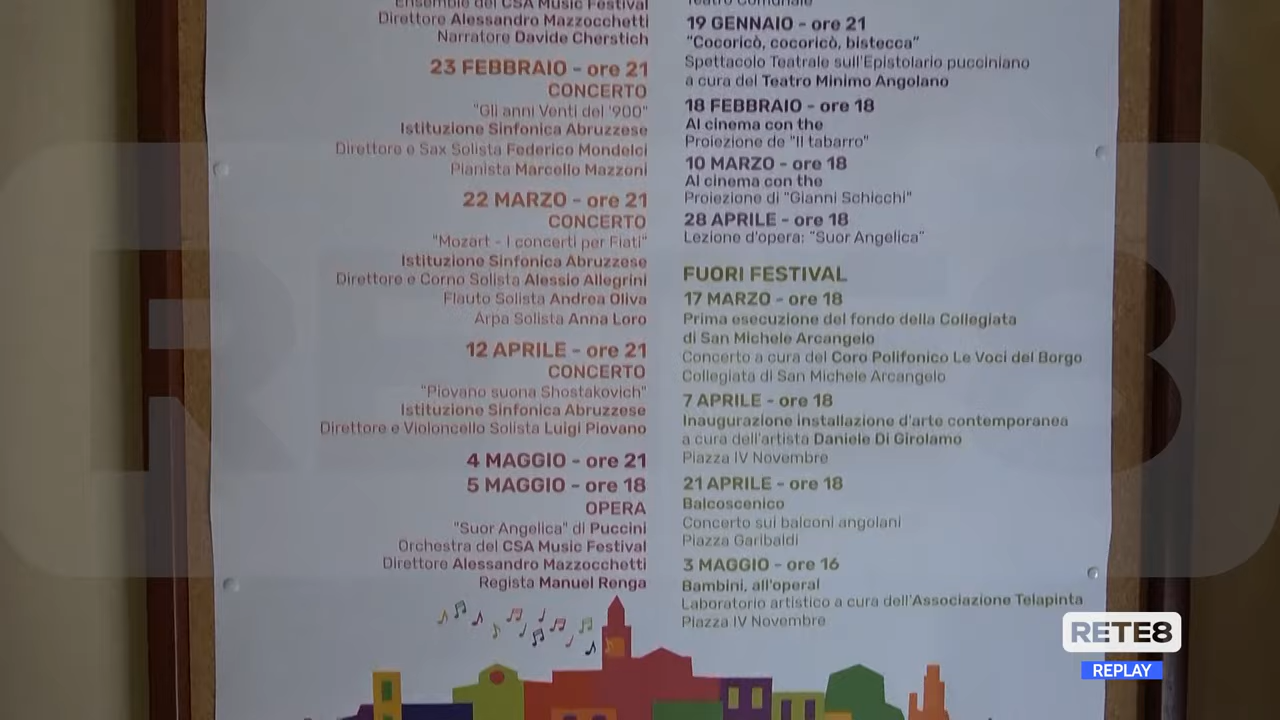 Ensemble del CSA Music Festival
Direttore Alessandro Mazzocchetti
Narratore Davide Cherstich
23 FEBBRAIO - ore 21
CONCERTO
"Gli anni Venti del '900"
Istituzione Sinfonica Abruzzese
Direttore e Sax Solista Federico Mondelci
Pianista Marcello Mazzoni
22 MARZO - ore 21
CONCERTO
"Mozart - I concerti per Fiati"
Istituzione Sinfonica Abruzzese
Direttore e Corno Solista Alessio Allegrini
Flauto Solista Andrea Oliva
Arpa Solista Anna Loro
12 APRILE - ore 21
CONCERTO
"Piovano suona Shostakovich"
Istituzione Sinfonica Abruzzese
Direttore e Violoncello Solista Luigi Piovano
4 MAGGIO - ore 21
5 MAGGIO - ore 18
OPERA
"Suor Angelica" di Puccini
Orchestra del CSA Music Festival
Direttore Alessandro Mazzocchetti
Regista Manuel Renga
Teatro Comunale
19 GENNAIO - ore 21
"Cocoricò, cocoricò, bistecca"
Spettacolo Teatrale sull'Epistolario pucciniano
a cura del Teatro Minimo Angolano
18 FEBBRAIO - ore 18
Al cinema con the
Proiezione de "Il tabarro"
10 MARZO - ore 18
Al cinema con the
Proiezione di "Gianni Schicchi"
28 APRILE - ore 18
Lezione d'opera: "Suor Angelica"
FUORI FESTIVAL
17 MARZO - ore 18
Prima esecuzione del fondo della Collegiata
di San Michele Arcangelo
Concerto a cura del Coro Polifonico Le Voci del Borgo
Collegiata di San Michele Arcangelo
7 APRILE - ore 18
Inaugurazione installazione d'arte contemporanea
a cura dell'artista Daniele Di Girolamo
Piazza IV Novembre
21 APRILE - ore 18
Balcoscenico
Concerto sui balconi angolani
Piazza Garibaldi
3 MAGGIO - ore 16
Bambini, all'opera!
Laboratorio artistico a cura dell'Associazione Telapinta
Piazza IV Novembre
RETE8
REPLAY